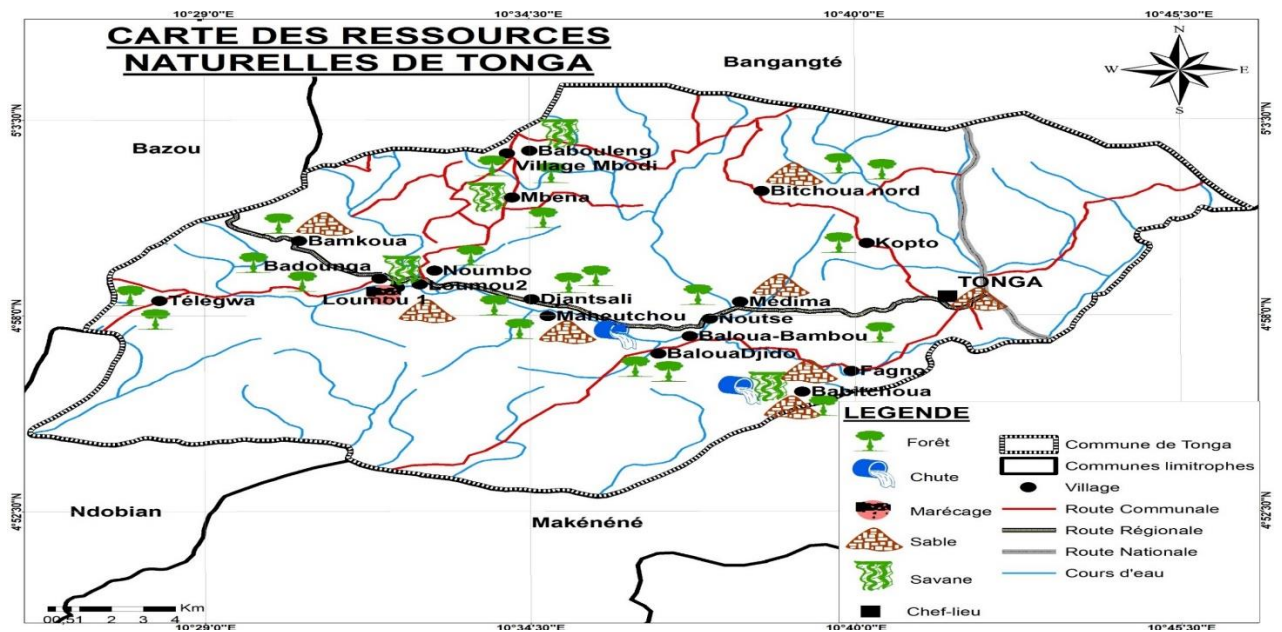 10°29'0"E
10°34'30"E
10°40'0"E
10°45'30"E
CARTE DES RESSOURCES
NATURELLES DE TONGA
Bangangté
N
W
E
S
5°3'30"N
5°3'30"N
Bazou
Babouleng
Village Mbodi
Mbena
Bitchoua nord
Bamkoua
Kopto
Badounga
Noumbo
Loumou2
Loumou 1
TONGA
Télegwa
Djantsali
Médima
4°58'0"N
4°58'0"N
Maheutchou
Noutse
Baloua-Bambou
BalouaDjido
Fagno
Babitchoua
LEGENDE
Forêt
Chute
Marécage
Sable
Savane
Chef-lieu
Commune de Tonga
Communes limitrophes
Village
Route Communale
Route Régionale
Route Nationale
Cours d'eau
4°52'30"N
4°52'30"N
Ndobian
Makénéné
Km
00,51 2 3 4
10°29'0"E
10°34'30"E
10°40'0"E
10°45'30"E